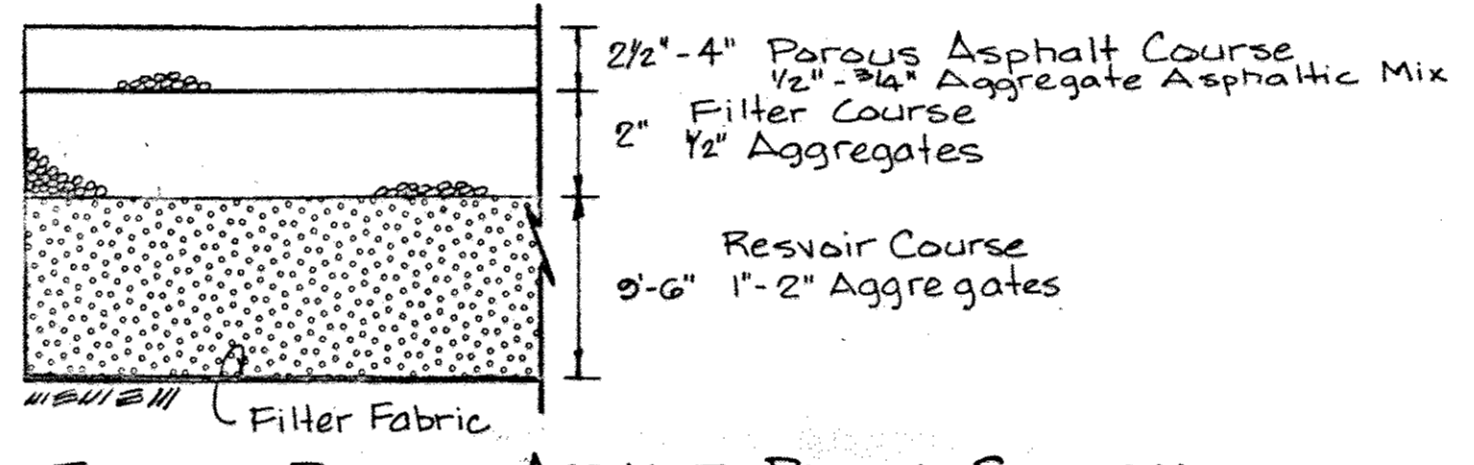 2½"-4" Porous Asphalt Course
½"-¾" Aggregate Asphaltic Mix
Filter Course
2" ½" Aggregates
Resvoir Course
9'-6" 1"-2" Aggregates
Filter Fabric